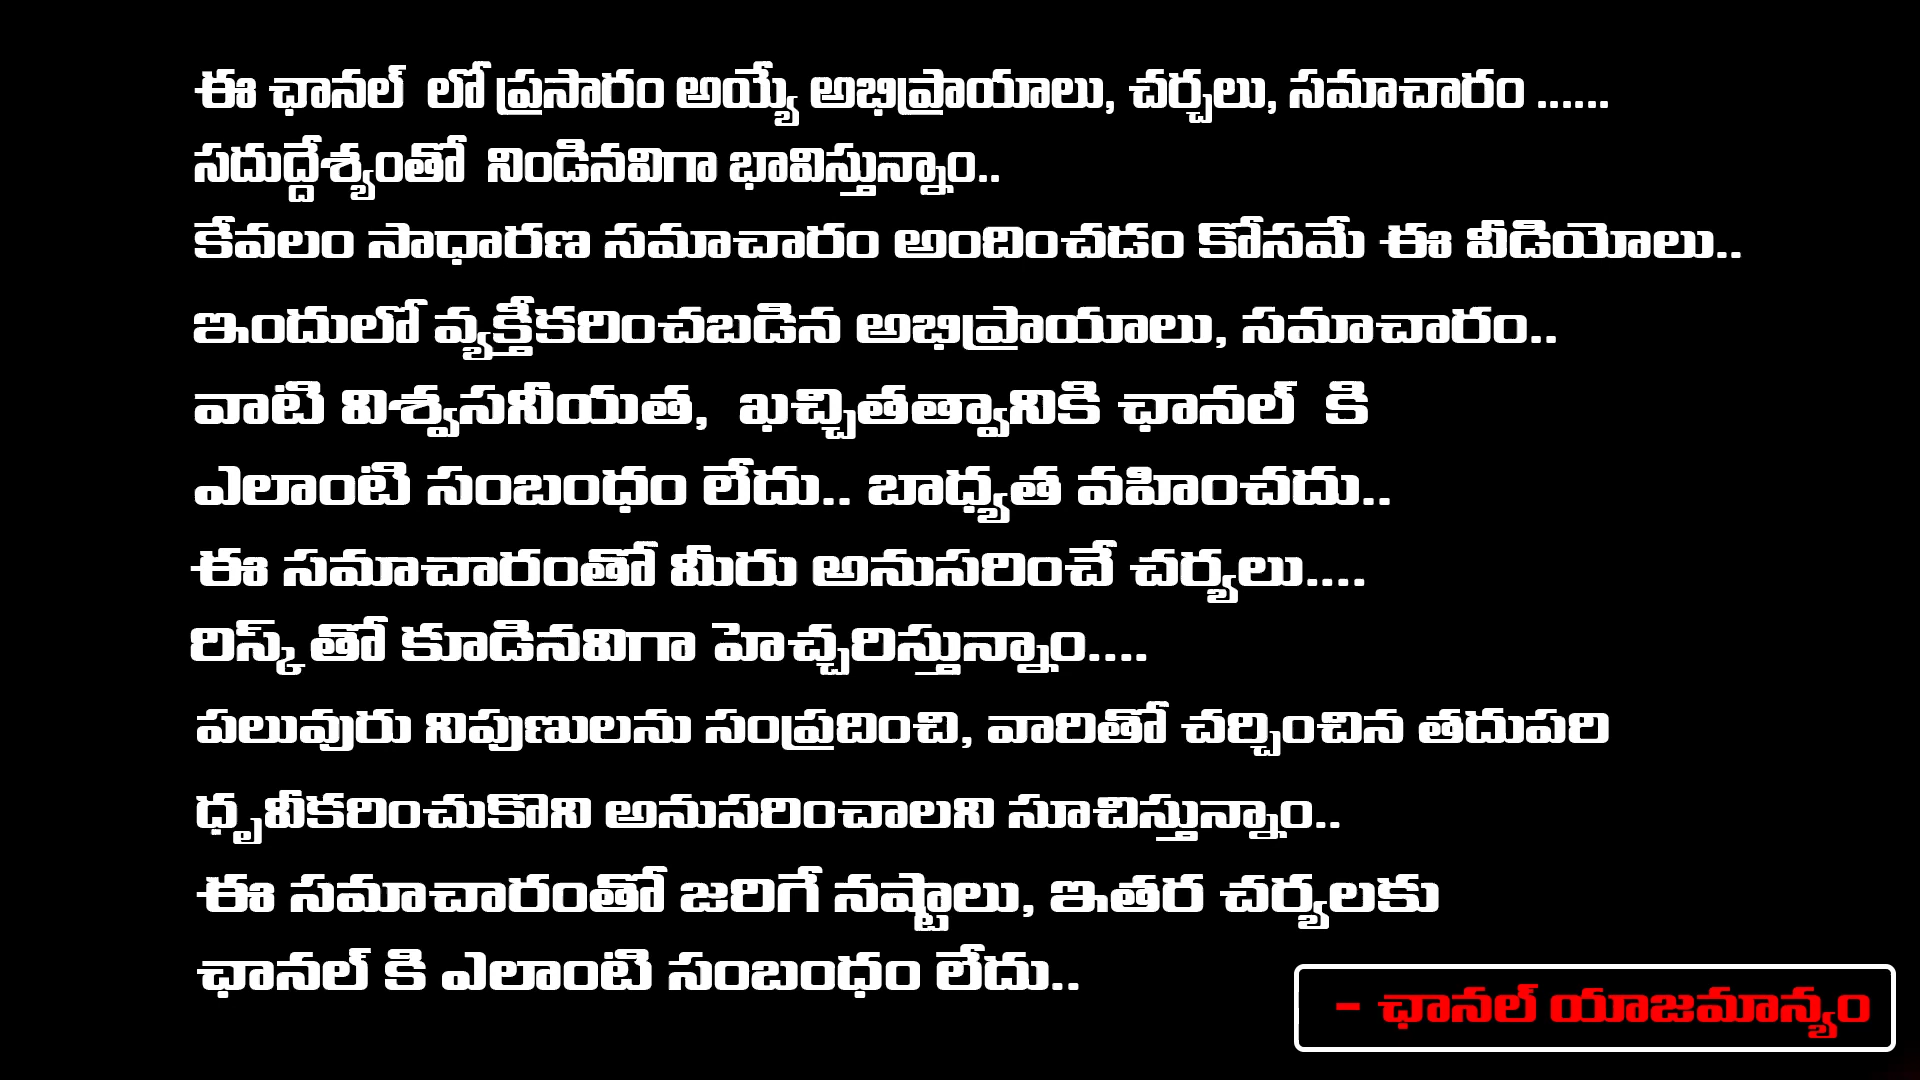 ఈ ఛానల్ లో ప్రసారం అయ్యే అభిప్రాయాలు, చర్చలు, సమాచారం ......
సదుద్దేశ్యంతో నిండినవిగా భావిస్తున్నాం..
కేవలం సాధారణ సమాచారం అందించడం కోసమే ఈ వీడియోలు..
ఇందులో వ్యక్తీకరించబడిన అభిప్రాయాలు, సమాచారం..
వాటి విశ్వసనీయత, ఖచ్చితత్వానికి ఛానల్ కి
ఎలాంటి సంబంధం లేదు.. బాధ్యత వహించదు..
ఈ సమాచారంతో మీరు అనుసరించే చర్యలు....
రిస్క్ తో కూడినవిగా హెచ్చరిస్తున్నాం....
పలువురు నిపుణులను సంప్రదించి, వారితో చర్చించిన తదుపరి
ధృవీకరించుకొని అనుసరించాలని సూచిస్తున్నాం..
ఈ సమాచారంతో జరిగే నష్టాలు, ఇతర చర్యలకు
ఛానల్ కి ఎలాంటి సంబంధం లేదు..
- ఛానల్ యాజమాన్యం